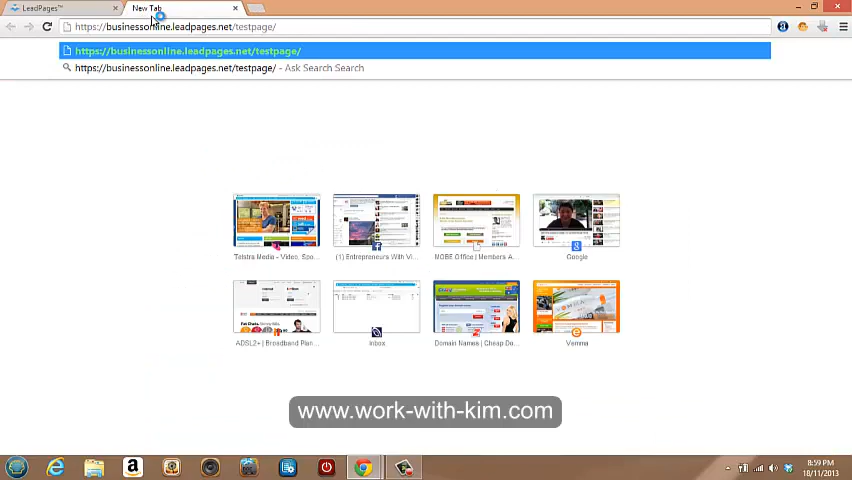 LeadPages™
New Tab
https://businessonline.leadpages.net/testpage/
https://businessonline.leadpages.net/testpage/
https://businessonline.leadpages.net/testpage/ - Ask Search Search
Telstra Media - Video, Spo...
(1) Entrepreneurs With Vi...
MOBE Office | Members A...
Google
ADSL2+ | Broadband Plan...
Inbox
Domain Names | Cheap Do...
Vemma
www.work-with-kim.com
8:59 PM
18/11/2013